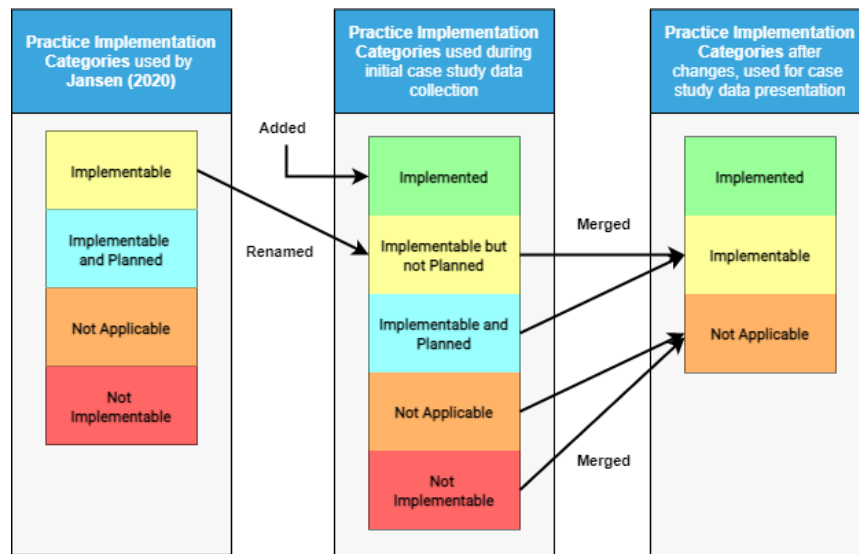 Practice Implementation
Categories used by
Jansen (2020)
Implementable
Implementable
and Planned
Not Applicable
Not
Implementable
Added
Renamed
Practice Implementation
Categories used during
initial case study data
collection
Implemented
Implementable but
not Planned
Implementable and
Planned
Not Applicable
Not
Implementable
Merged
Merged
Practice Implementation
Categories after
changes, used for case
study data presentation
Implemented
Implementable
Not Applicable